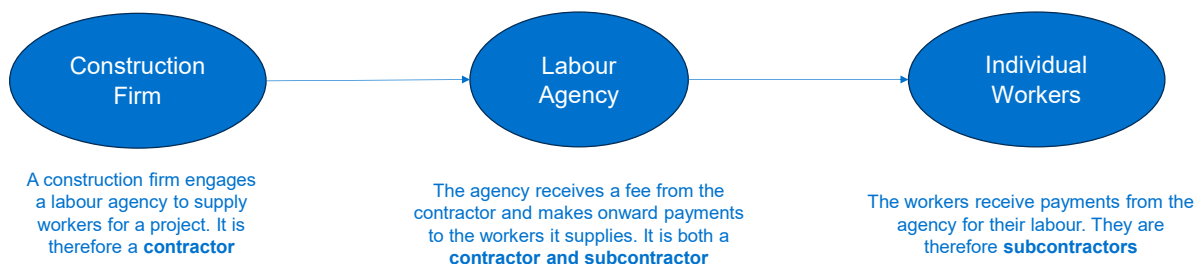 Construction
Firm
Labour
Agency
Individual
Workers
A construction firm engages
a labour agency to supply
workers for a project. It is
therefore a contractor
The agency receives a fee from the
contractor and makes onward payments
to the workers it supplies. It is both a
contractor and subcontractor
The workers receive payments from the
agency for their labour. They are
therefore subcontractors